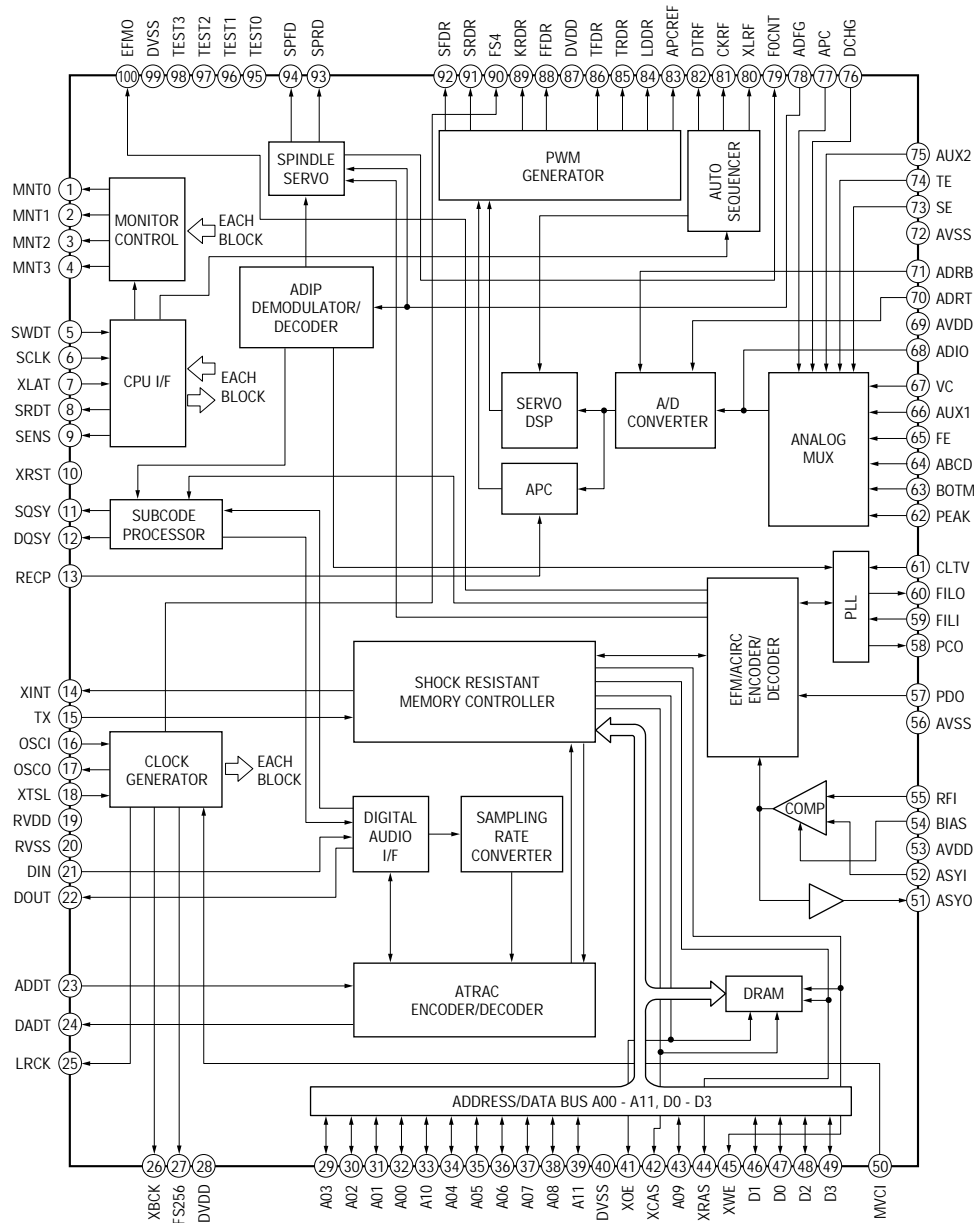 EFMO
DVSS
TEST3
TEST2
TEST1
TEST0
SPFD
SPRD
SFDR
SRDR
FS4
KRDR
FFDR
DVDD
TFDR
TRDR
LDDR
APCREF
DTRF
CKRF
XLRF
F0CNT
ADFG
APC
DCHG
100
99
98
97
96
95
94
93
92
91
90
89
88
87
86
85
84
83
82
81
80
79
78
77
76
MNT0 1
MNT1 2
MNT2 3
MNT3 4
SWDT 5
SCLK 6
XLAT 7
SRDT 8
SENS 9
XRST 10
SQSY 11
DQSY 12
RECP 13
XINT 14
TX 15
OSCI 16
OSCO 17
XTSL 18
RVDD 19
RVSS 20
DIN 21
DOUT 22
ADDT 23
DADT 24
LRCK 25
MONITOR
CONTROL
EACH
BLOCK
SPINDLE
SERVO
PWM
GENERATOR
AUTO
SEQUENCER
ADIP
DEMODULATOR/
DECODER
CPU I/F
EACH
BLOCK
SERVO
DSP
A/D
CONVERTER
ANALOG
MUX
APC
SUBCODE
PROCESSOR
PLL
EFM/ACIRC
ENCODER/
DECODER
SHOCK RESISTANT
MEMORY CONTROLLER
CLOCK
GENERATOR
EACH
BLOCK
DIGITAL
AUDIO
I/F
SAMPLING
RATE
CONVERTER
COMP
ATRAC
ENCODER/DECODER
DRAM
ADDRESS/DATA BUS A00 - A11, D0 - D3
75 AUX2
74 TE
73 SE
72 AVSS
71 ADRB
70 ADRT
69 AVDD
68 ADIO
67 VC
66 AUX1
65 FE
64 ABCD
63 BOTM
62 PEAK
61 CLTV
60 FILO
59 FILI
58 PCO
57 PDO
56 AVSS
55 RFI
54 BIAS
53 AVDD
52 ASYI
51 ASYO
26
27
28
29
30
31
32
33
34
35
36
37
38
39
40
41
42
43
44
45
46
47
48
49
50
XBCK
FS256
DVDD
A03
A02
A01
A00
A10
A04
A05
A06
A07
A08
A11
DVSS
XOE
XCAS
A09
XRAS
XWE
D1
D0
D2
D3
MVCI